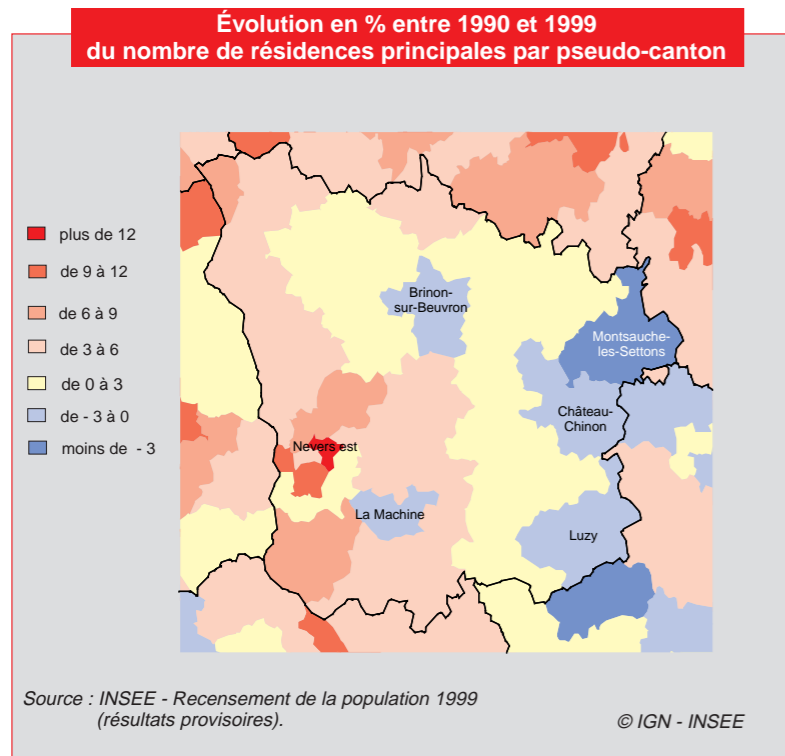 Évolution en % entre 1990 et 1999
du nombre de résidences principales par pseudo-canton
plus de 12
de 9 à 12
de 6 à 9
de 3 à 6
de 0 à 3
de - 3 à 0
moins de - 3
Brinon-
sur-Beuvron
Montsauche-
les-Settons
Château-
Chinon
Nevers est
La Machine
Luzy
Source : INSEE - Recensement de la population 1999
(résultats provisoires).
© IGN - INSEE